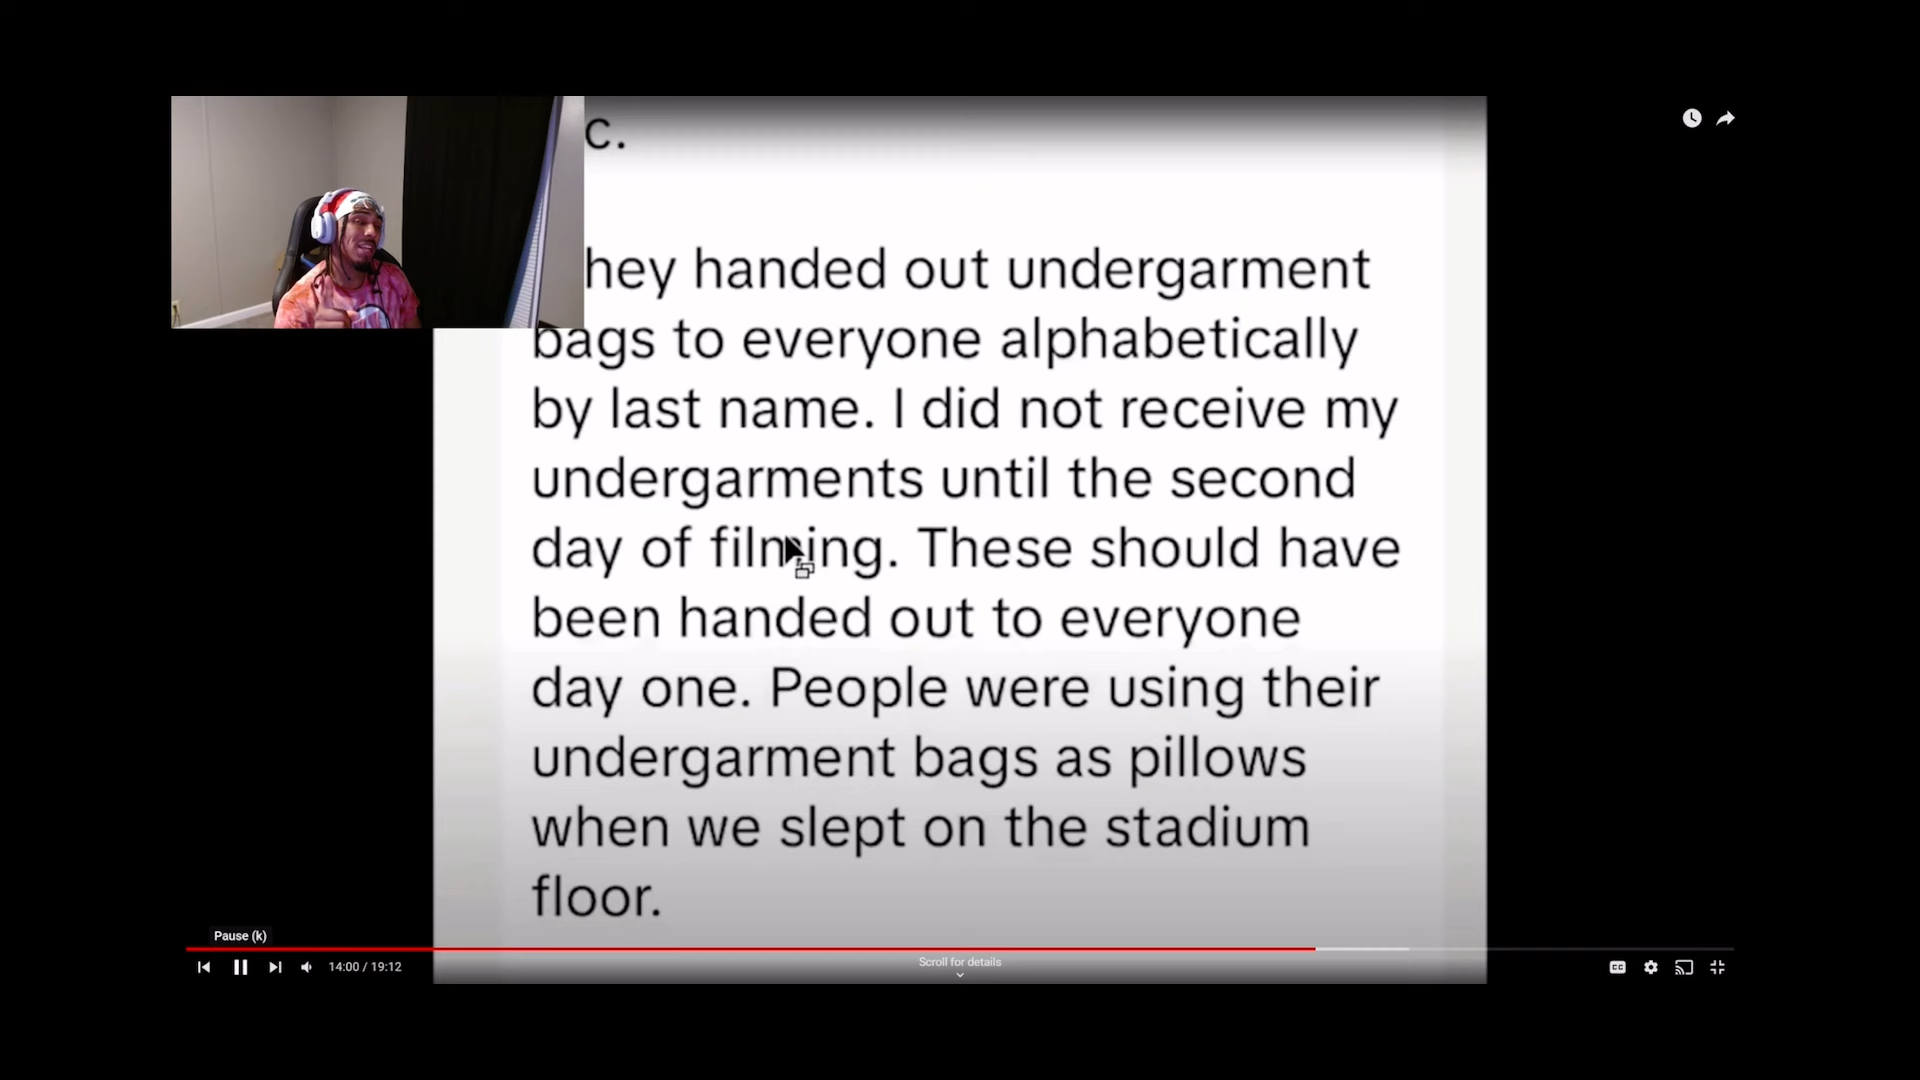 c.
hey handed out undergarment
bags to everyone alphabetically
by last name. I did not receive my
undergarments until the second
day of filming. These should have
been handed out to everyone
day one. People were using their
undergarment bags as pillows
when we slept on the stadium
floor.
Pause (k)
14:00 / 19:12
Scroll for details
CC